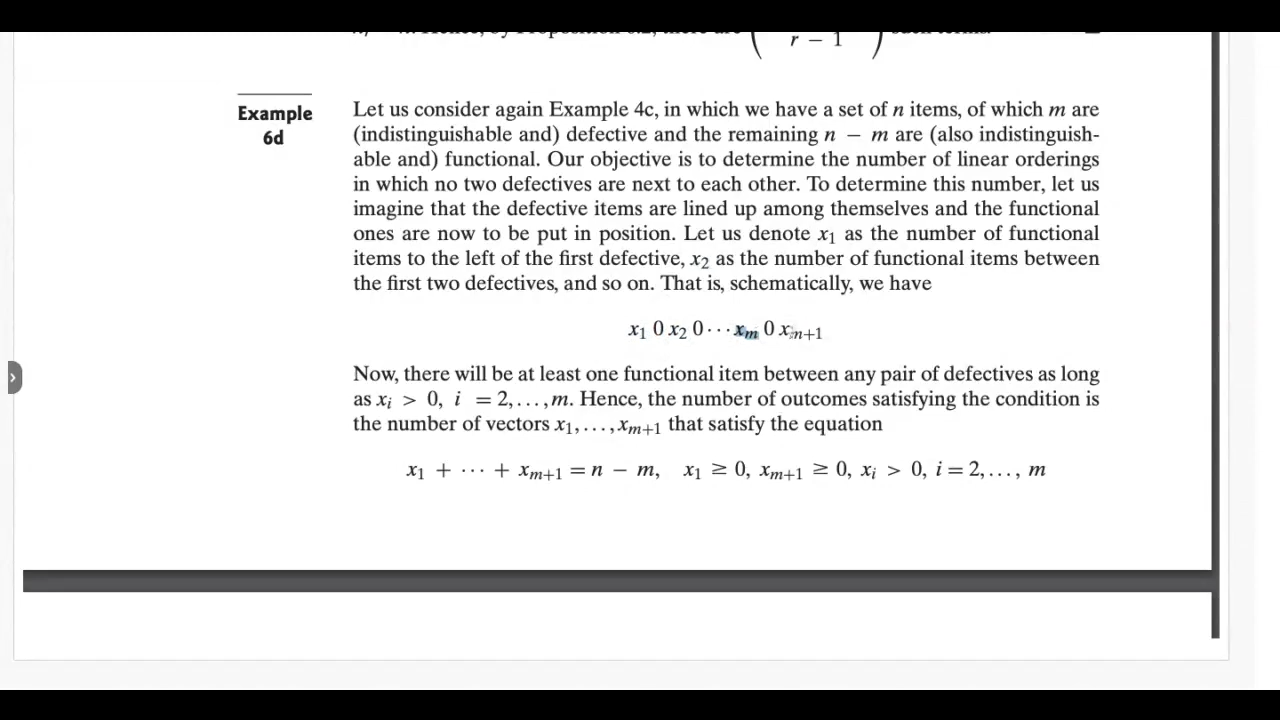 r − 1
Example
6d
Let us consider again Example 4c, in which we have a set of n items, of which m are
(indistinguishable and) defective and the remaining n − m are (also indistinguish-
able and) functional. Our objective is to determine the number of linear orderings
in which no two defectives are next to each other. To determine this number, let us
imagine that the defective items are lined up among themselves and the functional
ones are now to be put in position. Let us denote x₁ as the number of functional
items to the left of the first defective, x₂ as the number of functional items between
the first two defectives, and so on. That is, schematically, we have
x₁ 0 x₂ 0 ⋯ xₘ 0 xₘ₊₁
Now, there will be at least one functional item between any pair of defectives as long
as xᵢ > 0, i = 2,...,m. Hence, the number of outcomes satisfying the condition is
the number of vectors x₁,...,xₘ₊₁ that satisfy the equation
x₁ + ⋯ + xₘ₊₁ = n − m, x₁ ≥ 0, xₘ₊₁ ≥ 0, xᵢ > 0, i = 2,..., m